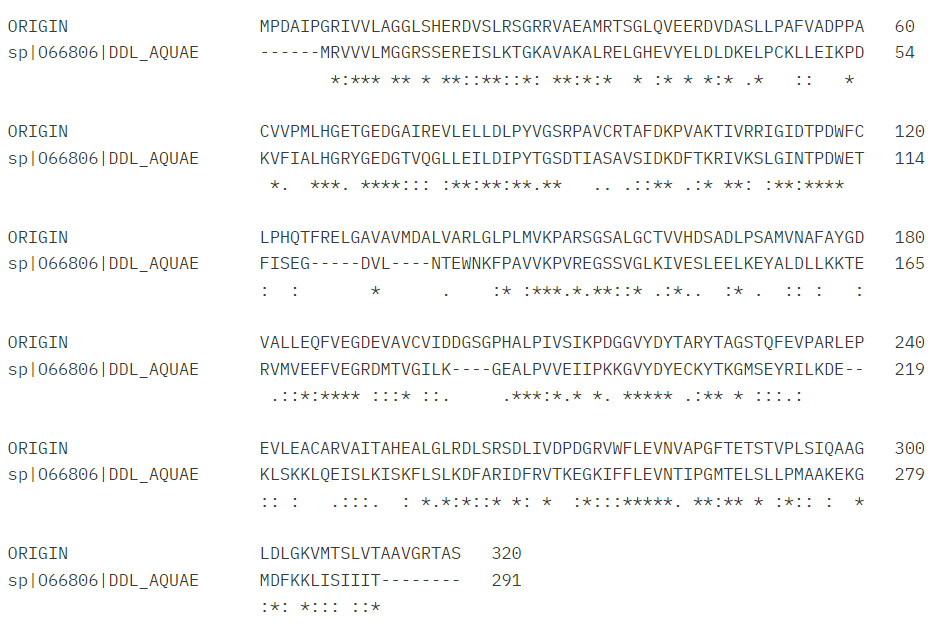 ORIGIN MPDAIPGRIVVLAGGLSHERDVSLRSGRRVAEAMRTSGLQVEERDVDASLLPAFVADPPA 60
sp|O66806|DDL_AQUAE ------MRVVVLMGGRSSEREISLKTGKAVAKALRELGHEVYELDLDKELPCKLLEIKPD 54
*:*** ** * **::**::*: **:*:* * :* * *:* .* :: *
ORIGIN CVVPMLHGETGEDGAIREVLELLDLPYVGSRPAVCRTAFDKPVAKTIVRRIGIDTPDWFC 120
sp|O66806|DDL_AQUAE KVFIALHGRYGEDGTVQGLLEILDIPYTGSDTIASAVSIDKDFTKRIVKSLGINTPDWET 114
*. ***. ****::: :**:**:**.** .. .::** .:* **: :**:****
ORIGIN LPHQTFRELGAVAVMDALVARLGLPLMVKPARSGSALGCTVVHDSADLPSAMVNAFAYGD 180
sp|O66806|DDL_AQUAE FISEG-----DVL----NTEWNKFPAVVKPVREGSSVGLKIVESLEELKEYALDLLKKTE 165
: : * . :* :***.*.**::* .:*.. :* . :: : :
ORIGIN VALLEQFVEGDEVAVCVIDDGSGPHALPIVSIKPDGGVYDYTARYTAGSTQFEVPARLEP 240
sp|O66806|DDL_AQUAE RVMVEEFVEGRDMTVGILK----GEALPVVEIIPKKGVYDYECKYTKGMSEYRILKDE-- 219
.::*:**** :::* ::. .***:*.* *. ***** .:** * :::.:
ORIGIN EVLEACARVAITAHEALGLRDLSRSDLIVDPDGRVWFLEVNVAPGFTETSTVPLSIQAAG 300
sp|O66806|DDL_AQUAE KLSKKLQEISLKISKFLSLKDFARIDFRVTKEGKIFFLEVNTIPGMTELSLLPMAAKEKG 279
:: : .:::. : *.*:*::* *: * :*:::*****. **:** * :*:: : *
ORIGIN LDLGKVMTSLVTAAVGRTAS 320
sp|O66806|DDL_AQUAE MDFKKLISIIIT-------- 291
:*: *::: ::*